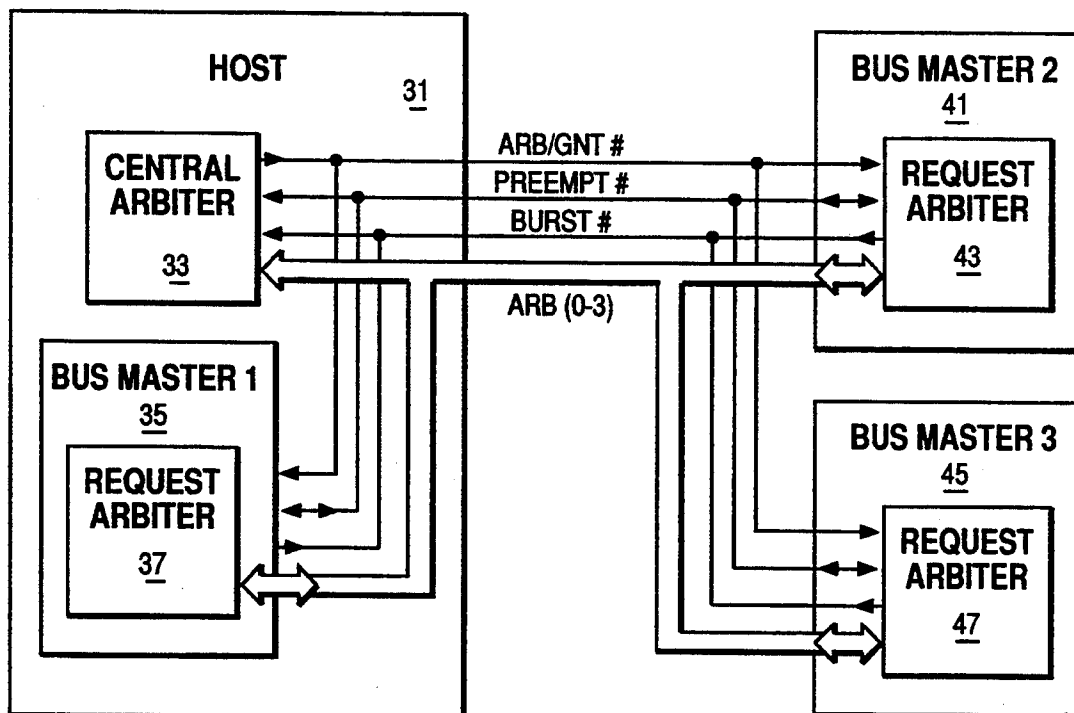 HOST
31
CENTRAL
ARBITER
33
BUS MASTER 1
35
REQUEST
ARBITER
37
ARB/GNT #
PREEMPT #
BURST #
ARB (0-3)
BUS MASTER 2
41
REQUEST
ARBITER
43
BUS MASTER 3
45
REQUEST
ARBITER
47